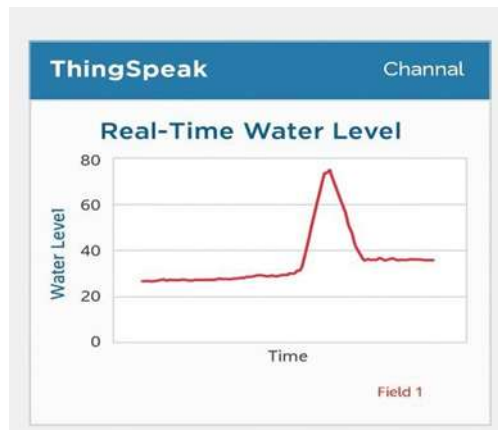 ThingSpeak Channal
Real-Time Water Level
80
60
40
20
0
Water Level
Time
Field 1